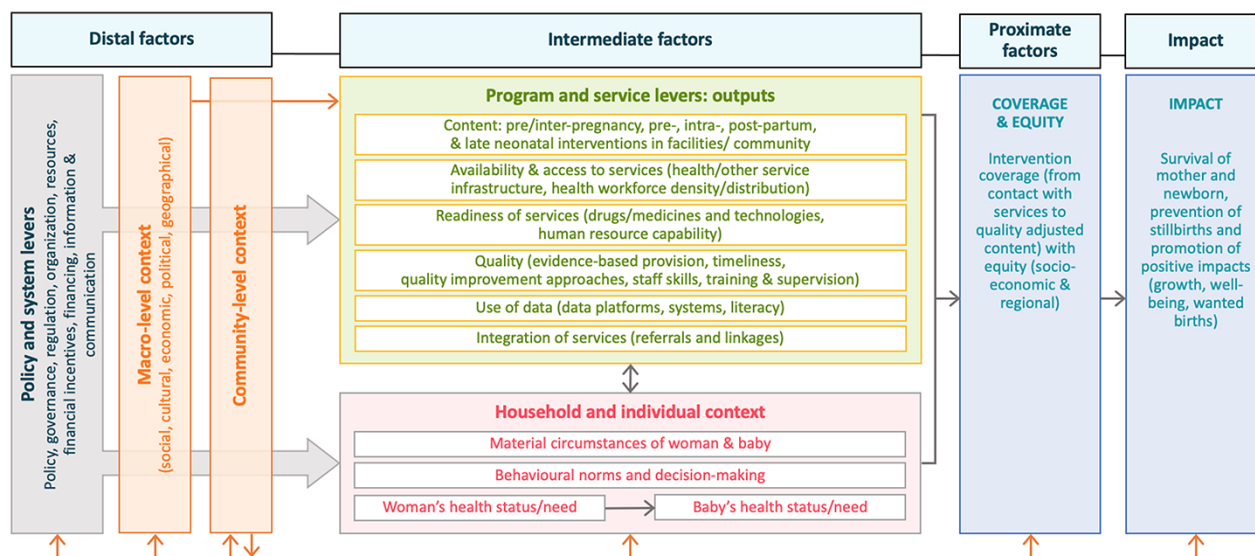 Distal factors
Intermediate factors
Proximate
factors
Impact
Policy and system levers
Policy, governance, regulation, organization, resources,
financial incentives, financing, information &
communication
Macro-level context
(social, cultural, economic, political, geographical)
Community-level context
Program and service levers: outputs
Content: pre/inter-pregnancy, pre-, intra-, post-partum,
& late neonatal interventions in facilities/ community
Availability & access to services (health/other service
infrastructure, health workforce density/distribution)
Readiness of services (drugs/medicines and technologies,
human resource capability)
Quality (evidence-based provision, timeliness,
quality improvement approaches, staff skills, training & supervision)
Use of data (data platforms, systems, literacy)
Integration of services (referrals and linkages)
Household and individual context
Material circumstances of woman & baby
Behavioural norms and decision-making
Woman's health status/need
Baby's health status/need
COVERAGE
& EQUITY
Intervention
coverage (from
contact with
services to
quality adjusted
content) with
equity (socio-
economic &
regional)
IMPACT
Survival of
mother and
newborn,
prevention of
stillbirths and
promotion of
positive impacts
(growth, well-
being, wanted
births)